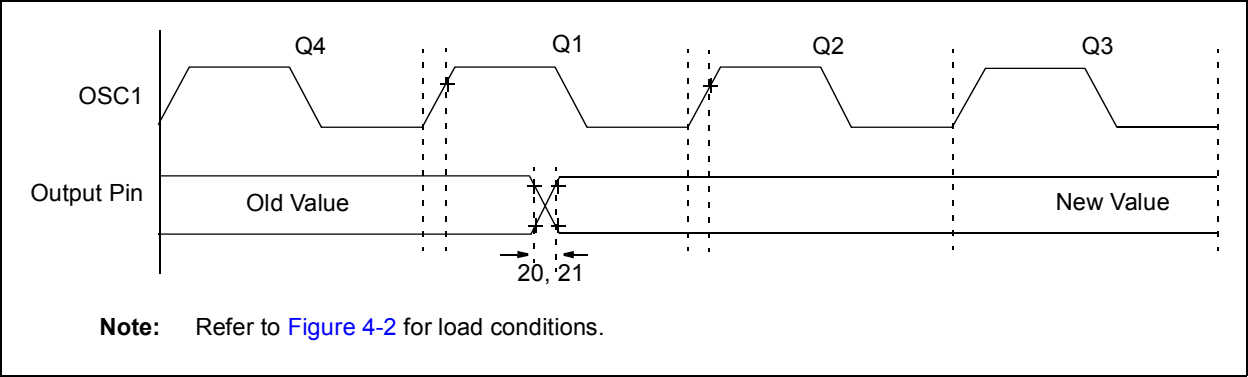 Q4 Q1 Q2 Q3
OSC1
Output Pin
Old Value New Value
20, 21
Note: Refer to Figure 4-2 for load conditions.